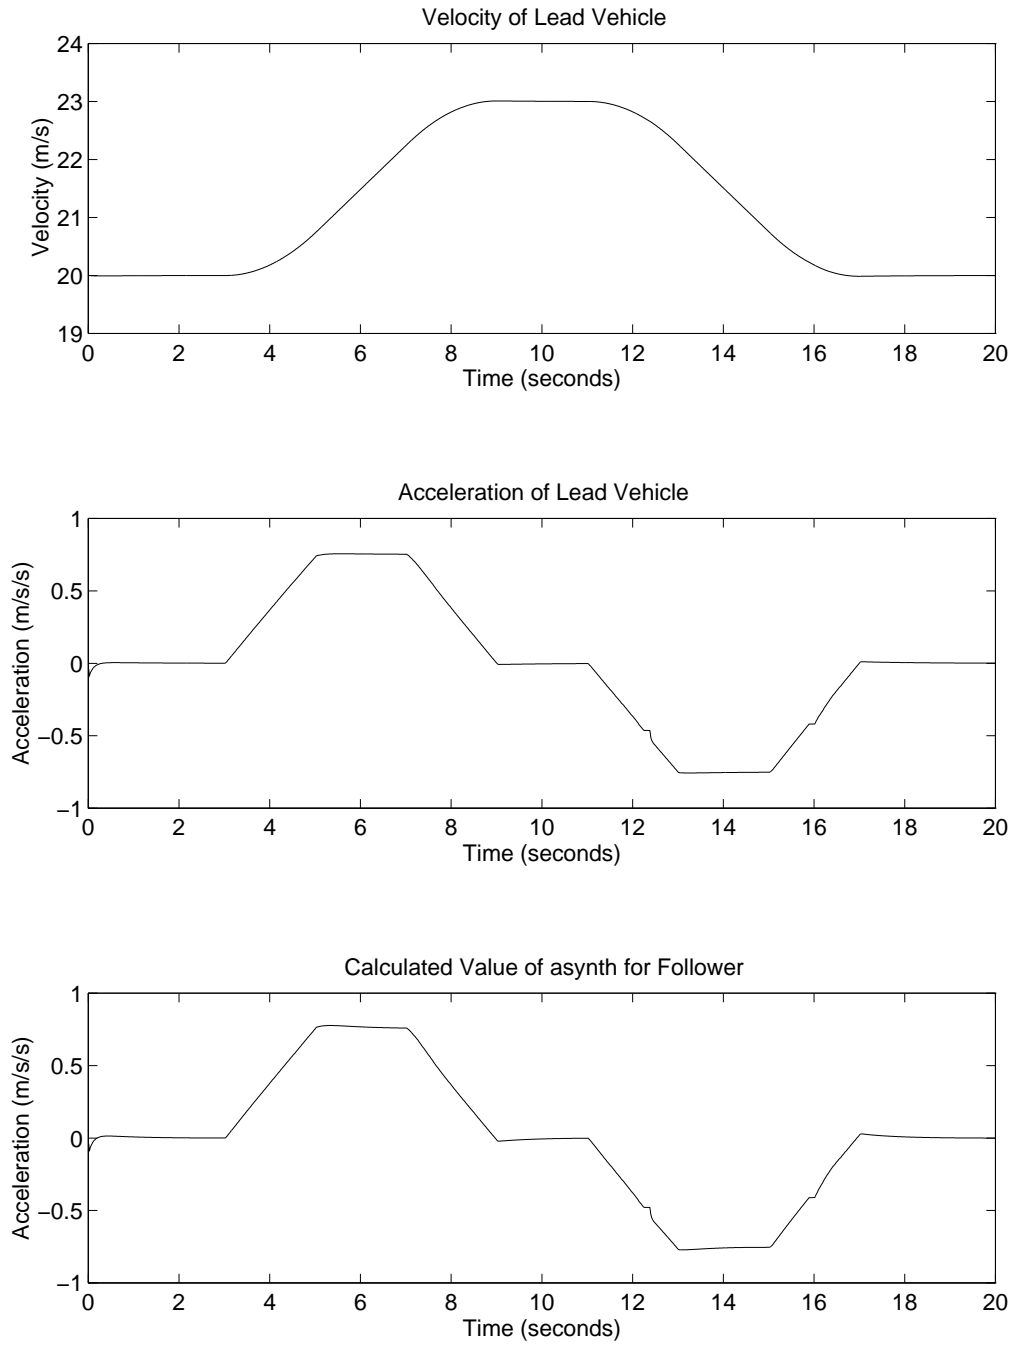 Velocity of Lead Vehicle
24
23
22
21
20
19
Velocity (m/s)
0 2 4 6 8 10 12 14 16 18 20
Time (seconds)
Acceleration of Lead Vehicle
1
0.5
0
−0.5
−1
Acceleration (m/s/s)
0 2 4 6 8 10 12 14 16 18 20
Time (seconds)
Calculated Value of asynth for Follower
1
0.5
0
−0.5
−1
Acceleration (m/s/s)
0 2 4 6 8 10 12 14 16 18 20
Time (seconds)